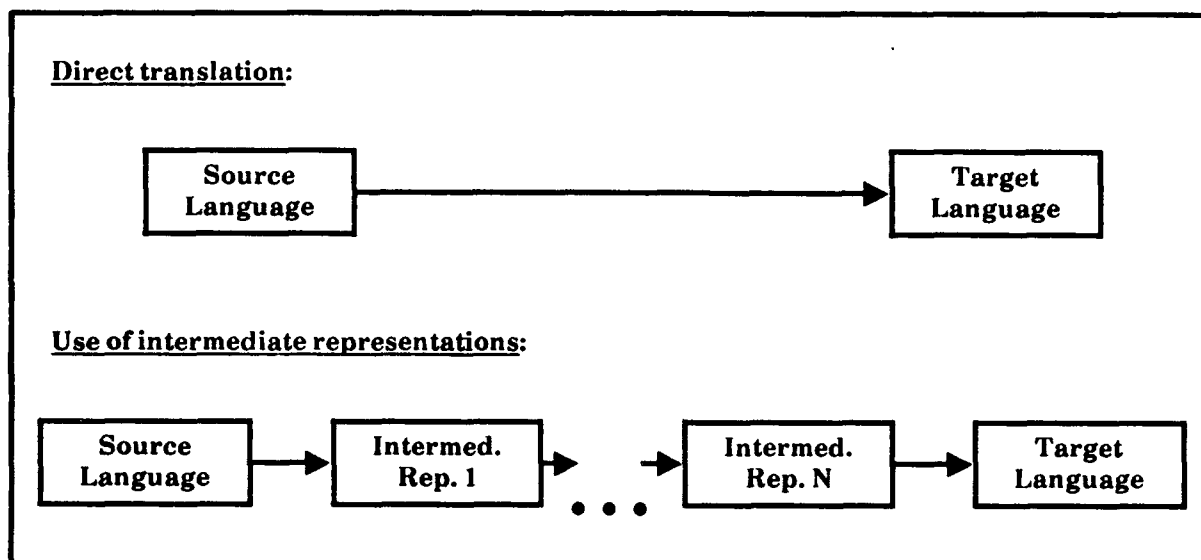 Direct translation:
Source
Language
Target
Language
Use of intermediate representations:
Source
Language
Intermed.
Rep. 1
• • •
Intermed.
Rep. N
Target
Language